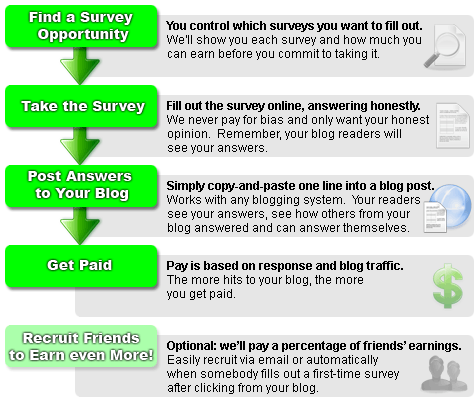 Find a Survey
Opportunity
You control which surveys you want to fill out.
We'll show you each survey and how much you
can earn before you commit to taking it.
Take the Survey
Fill out the survey online, answering honestly.
We never pay for bias and only want your honest
opinion.  Remember, your blog readers will
see your answers.
Post Answers
to Your Blog
Simply copy-and-paste one line into a blog post.
Works with any blogging system.  Your readers
see your answers, see how others from your
blog answered and can answer themselves.
Get Paid
Pay is based on response and blog traffic.
The more hits to your blog, the more
you get paid.
Recruit Friends
to Earn even More!
Optional: we'll pay a percentage of friends' earnings.
Easily recruit via email or automatically
when somebody fills out a first-time survey
after clicking from your blog.